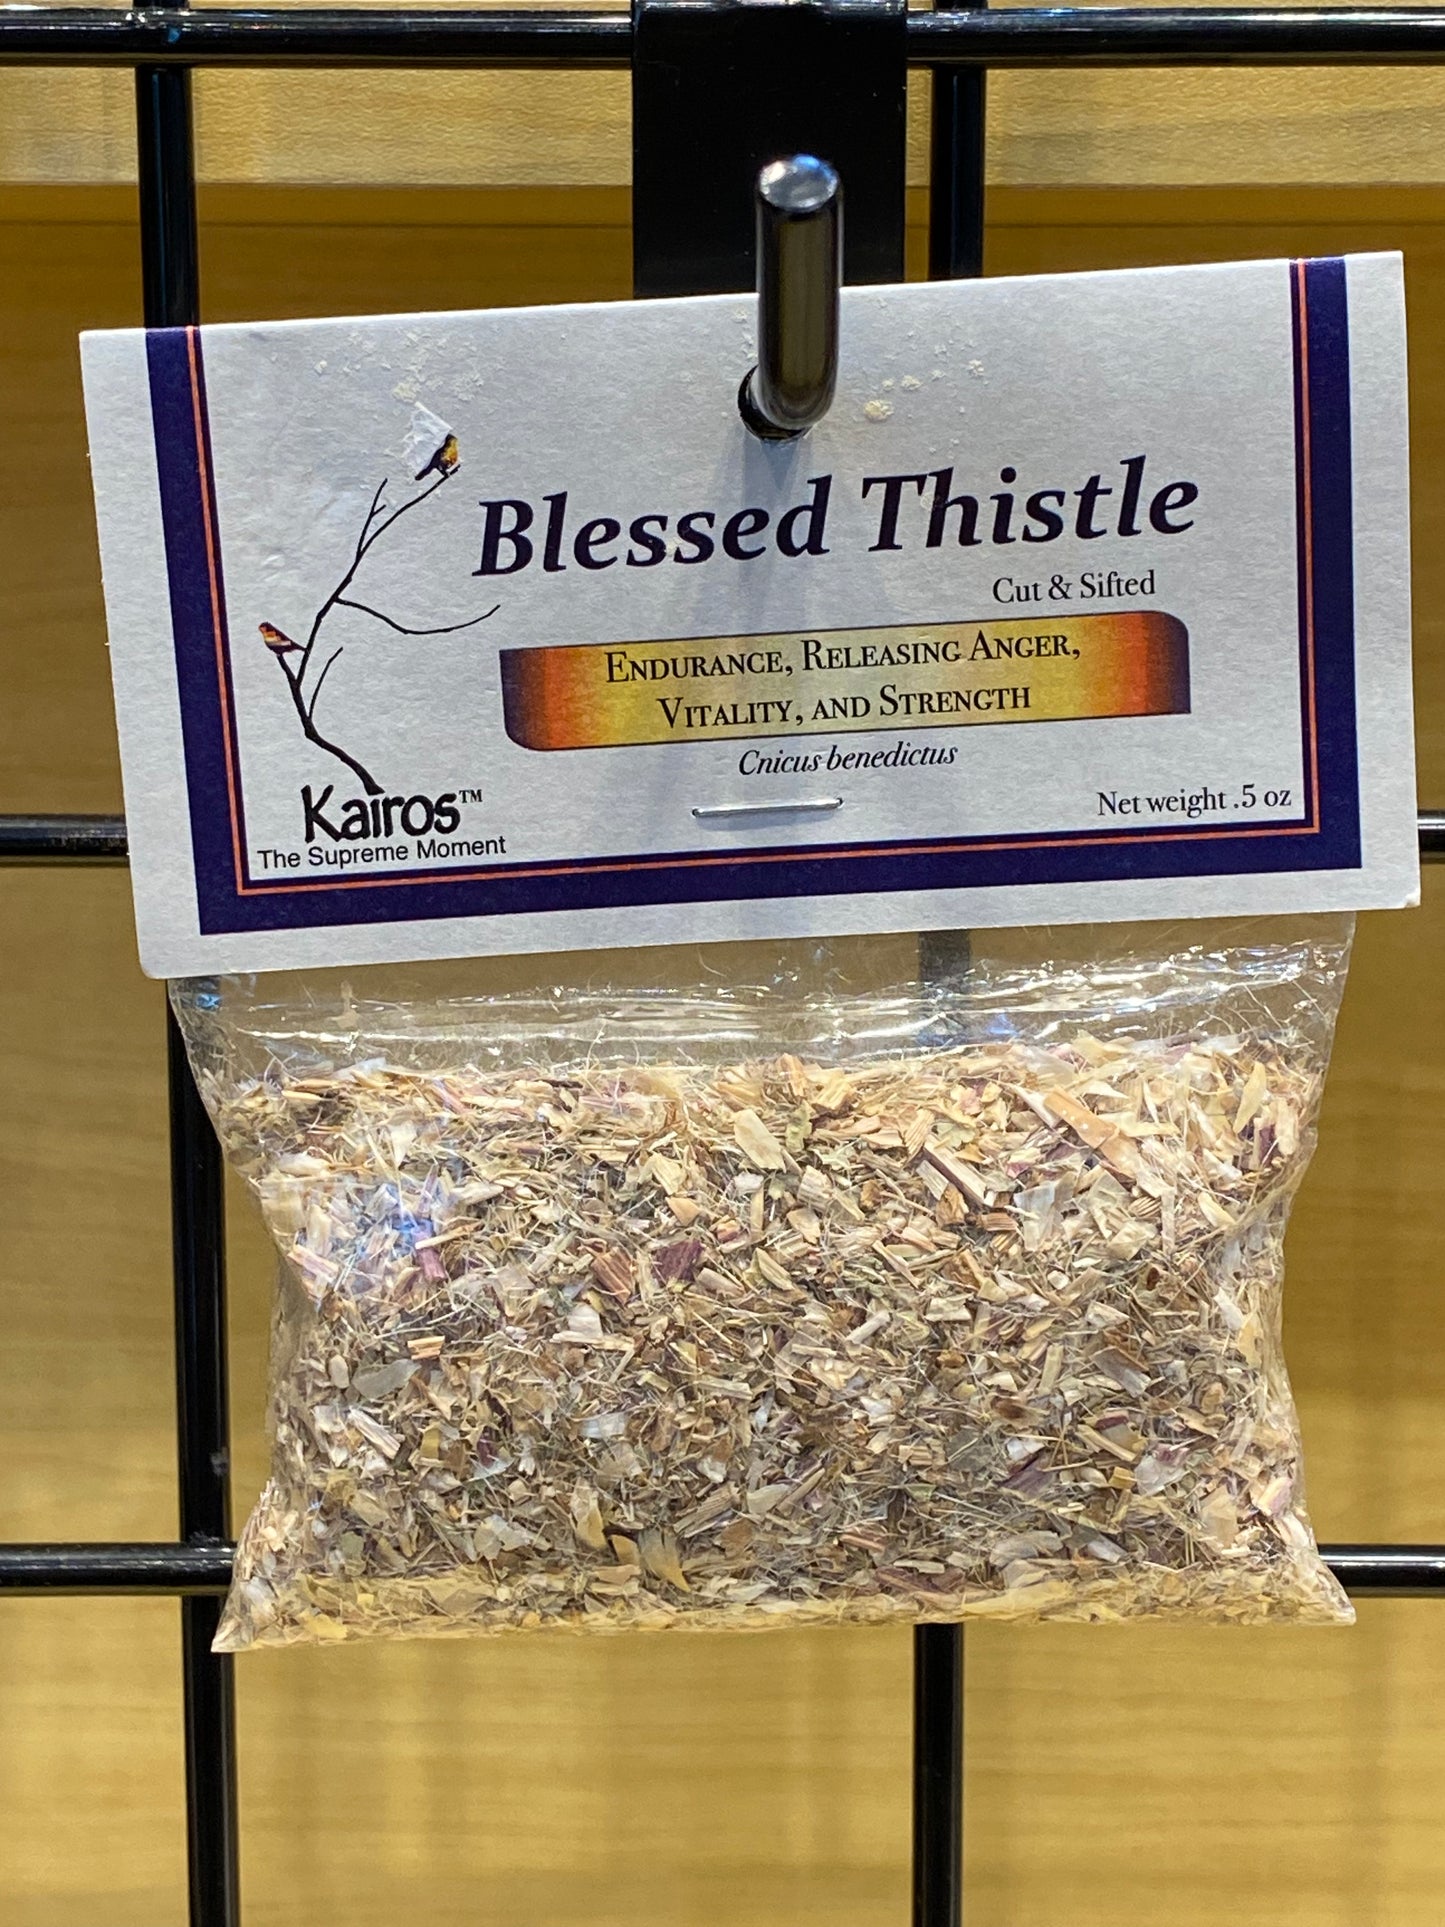 Blessed Thistle
Cut & Sifted
Endurance, Releasing Anger,
Vitality, and Strength
Cnicus benedictus
Net weight .5 oz
Kairos™
The Supreme Moment